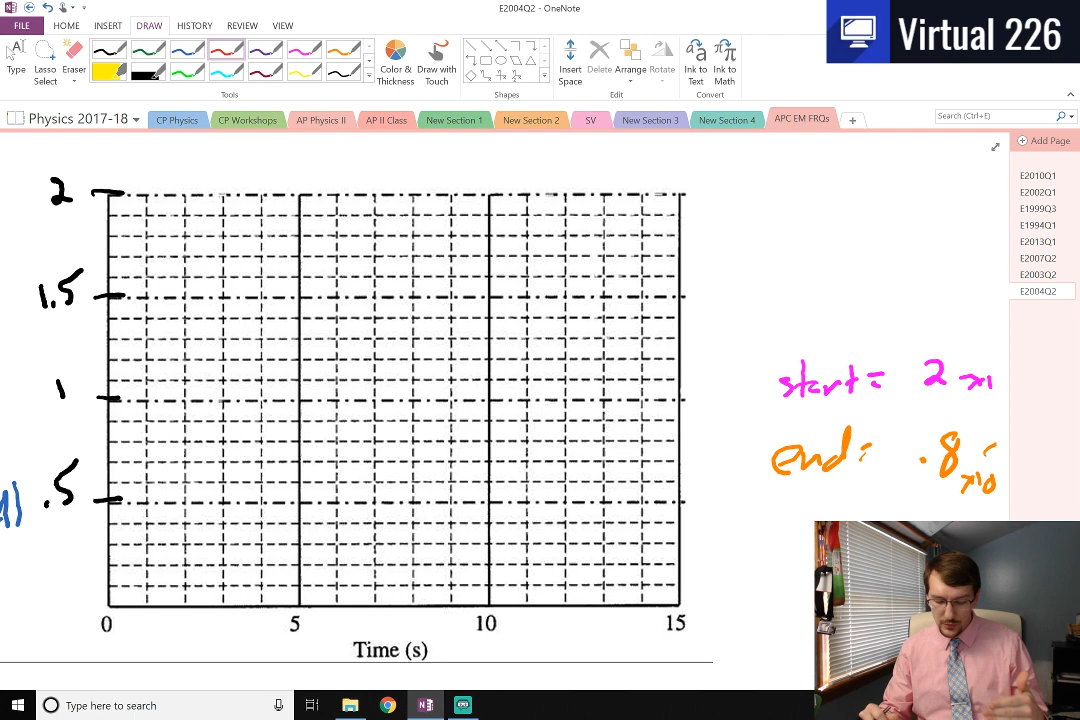 E2004Q2 - OneNote
FILE HOME INSERT DRAW HISTORY REVIEW VIEW
Virtual 226
Type
Lasso Select
Eraser
Color & Thickness
Draw with Touch
Insert Space
Delete
Arrange
Rotate
Ink to Text
Ink to Math
Tools
Shapes
Edit
Convert
Physics 2017-18
CP Physics
CP Workshops
AP Physics II
AP II Class
New Section 1
New Section 2
SV
New Section 3
New Section 4
APC EM FRQs
Search (Ctrl+E)
Add Page
E2010Q1
E2002Q1
E1999Q3
E1994Q1
E2013Q1
E2007Q2
E2003Q2
E2004Q2
2
1.5
1
.5
start = 2 x1
end = .8
x10
0 5 10 15
Time (s)
Type here to search